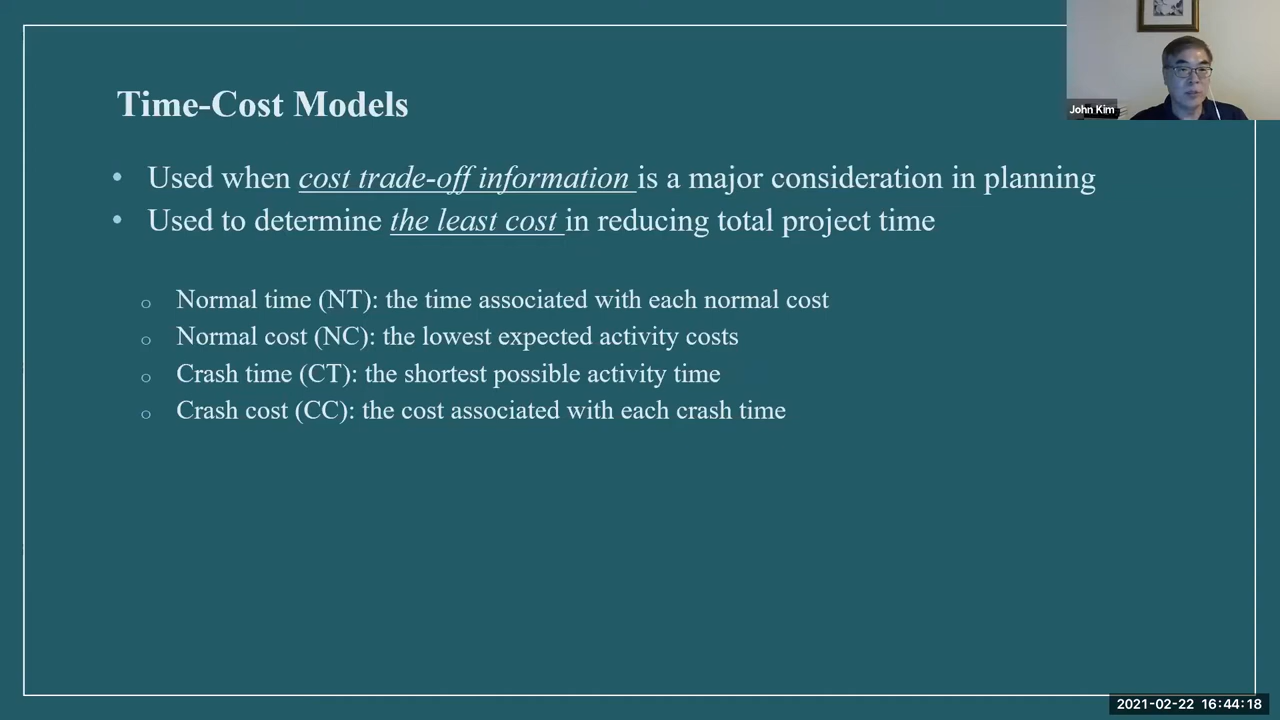 Time-Cost Models
John Kim
• Used when cost trade-off information is a major consideration in planning
• Used to determine the least cost in reducing total project time
○ Normal time (NT): the time associated with each normal cost
○ Normal cost (NC): the lowest expected activity costs
○ Crash time (CT): the shortest possible activity time
○ Crash cost (CC): the cost associated with each crash time
2021-02-22 16:44:18